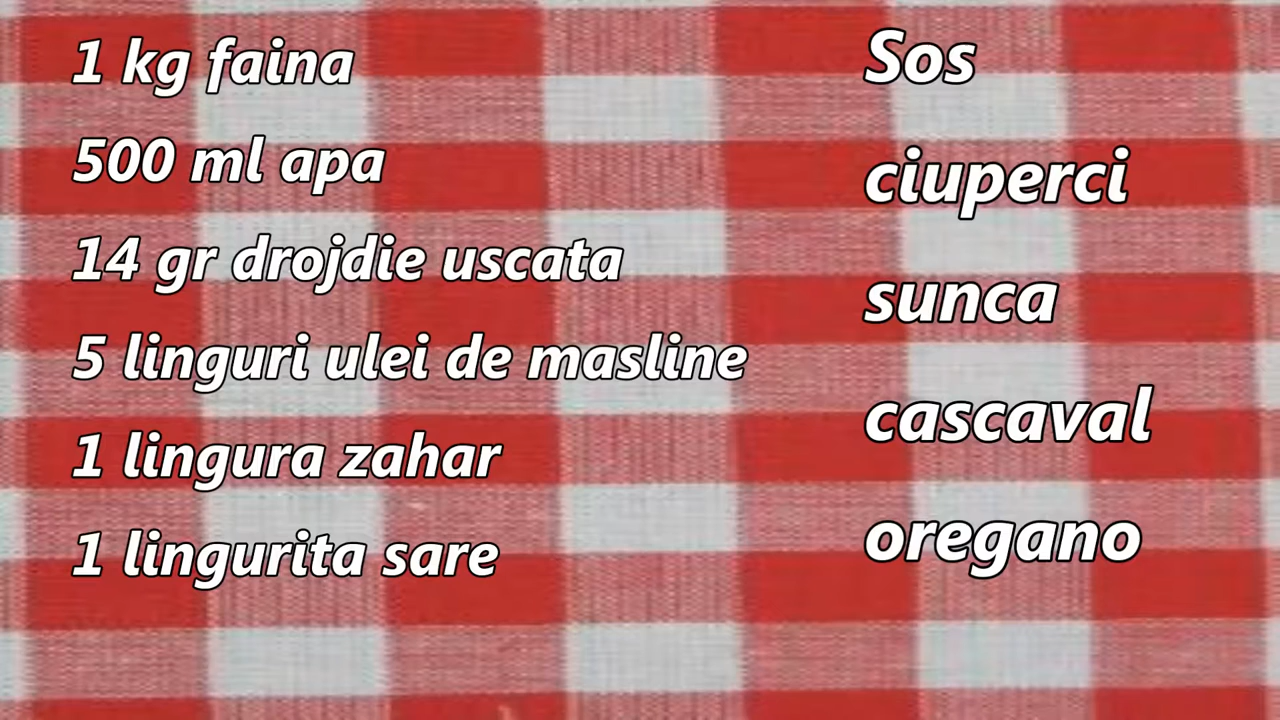 1 kg faina
500 ml apa
14 gr drojdie uscata
5 linguri ulei de masline
1 lingura zahar
1 lingurita sare
Sos
ciuperci
sunca
cascaval
oregano